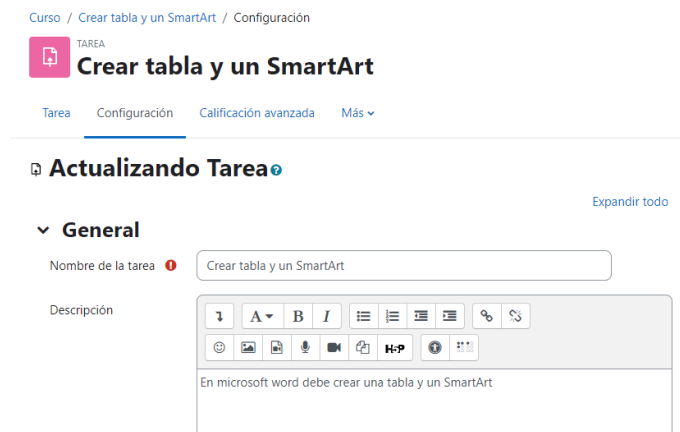 Curso / Crear tabla y un SmartArt / Configuración
TAREA
Crear tabla y un SmartArt
Tarea Configuración Calificación avanzada Más
Actualizando Tarea
Expandir todo
General
Nombre de la tarea Crear tabla y un SmartArt
Descripción
A B I
H-P
En microsoft word debe crear una tabla y un SmartArt